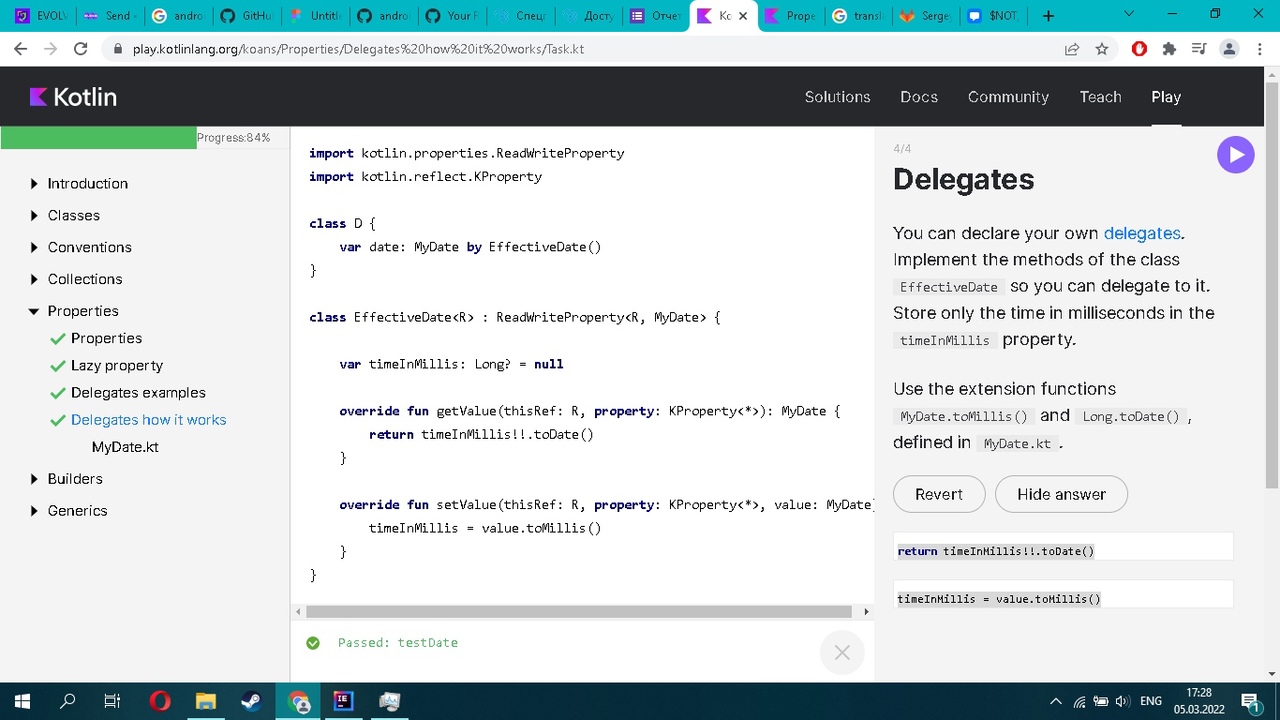 EVOLV
Send
andro
GitHu
Untitle
andro
Your R
Спец
Досту
Отчет
Ko
Prope
transl
Serge
$NOT
play.kotlinlang.org/koans/Properties/Delegates%20how%20it%20works/Task.kt
Kotlin
Solutions
Docs
Community
Teach
Play
Progress:84%
Introduction
Classes
Conventions
Collections
Properties
Properties
Lazy property
Delegates examples
Delegates how it works
MyDate.kt
Builders
Generics
import kotlin.properties.ReadWriteProperty
import kotlin.reflect.KProperty
class D {
var date: MyDate by EffectiveDate()
}
class EffectiveDate<R> : ReadWriteProperty<R, MyDate> {
var timeInMillis: Long? = null
override fun getValue(thisRef: R, property: KProperty<*>): MyDate {
return timeInMillis!!.toDate()
}
override fun setValue(thisRef: R, property: KProperty<*>, value: MyDate)
timeInMillis = value.toMillis()
}
}
Passed: testDate
4/4
Delegates
You can declare your own delegates.
Implement the methods of the class
EffectiveDate so you can delegate to it.
Store only the time in milliseconds in the
timeInMillis property.
Use the extension functions
MyDate.toMillis() and Long.toDate() ,
defined in MyDate.kt .
Revert
Hide answer
return timeInMillis!!.toDate()
timeInMillis = value.toMillis()
ENG
17:28
05.03.2022
1